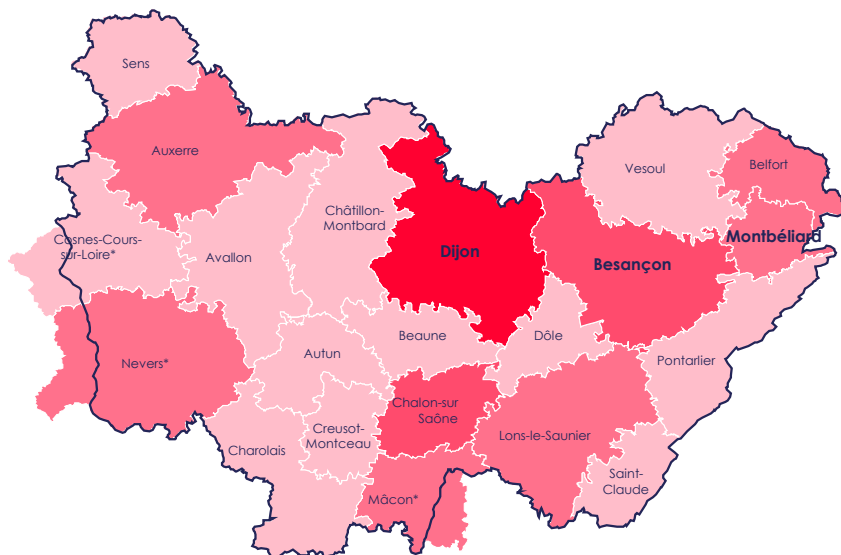 Sens
Auxerre
Vesoul
Belfort
Châtillon-
Montbard
Cosnes-Cours-
sur-Loire*
Avallon
Dijon
Besançon
Montbéliard
Beaune
Dôle
Autun
Nevers*
Pontarlier
Chalon-sur
Saône
Creusot-
Montceau
Charolais
Lons-le-Saunier
Saint-
Claude
Mâcon*